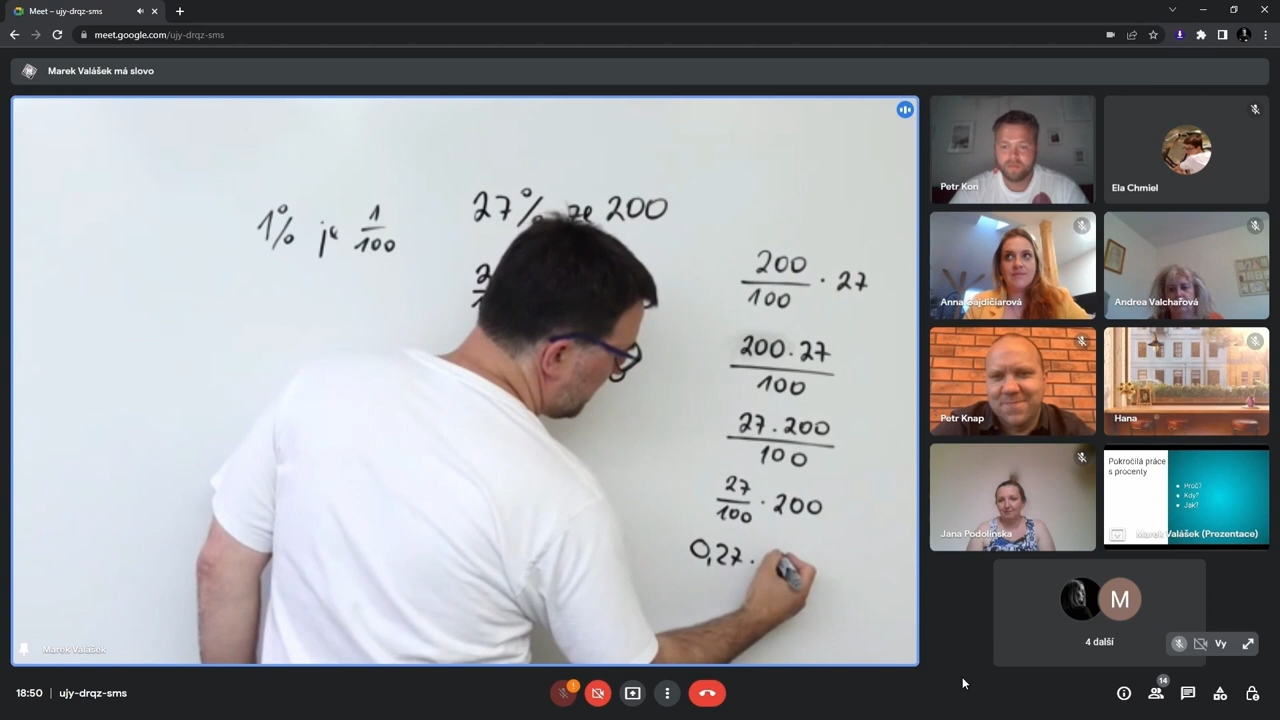 Meet – ujy-drqz-sms
meet.google.com/ujy-drqz-sms
Marek Valášek má slovo
1% je 1/100
27% ze 200
200/100 · 27
200 · 27/100
27 · 200/100
27/100 · 200
0,27 ·
Marek Valášek
Petr Kon
Ela Chmiel
Anna Gajdičiarová
Andrea Valchařová
Petr Knap
Hana
Jana Podolinska
Pokročilá práce
s procenty
• Proč?
• Kdy?
• Jak?
Marek Valášek (Prezentace)
M
4 další
Vy
18:50 | ujy-drqz-sms
14